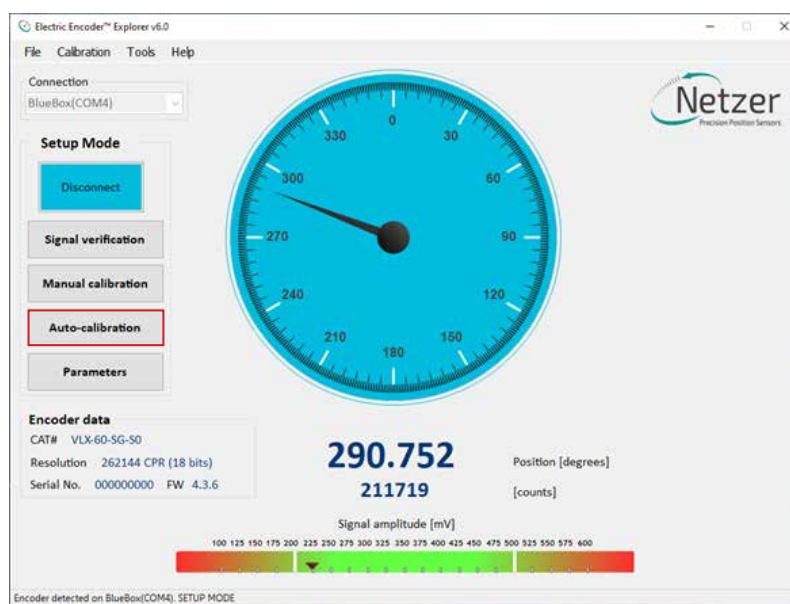 Electric Encoder™ Explorer v6.0
File Calibration Tools Help
Connection
BlueBox(COM4)
Netzer
Precision Position Sensors
Setup Mode
Disconnect
Signal verification
Manual calibration
Auto-calibration
Parameters
0
30
60
90
120
150
180
210
240
270
300
330
Encoder data
CAT# VLX-60-SG-S0
Resolution 262144 CPR (18 bits)
Serial No. 000000000 FW 4.3.6
290.752 Position [degrees]
211719 [counts]
Signal amplitude [mV]
100 125 150 175 200 225 250 275 300 325 350 375 400 425 450 475 500 525 550 575 600
Encoder detected on BlueBox(COM4). SETUP MODE